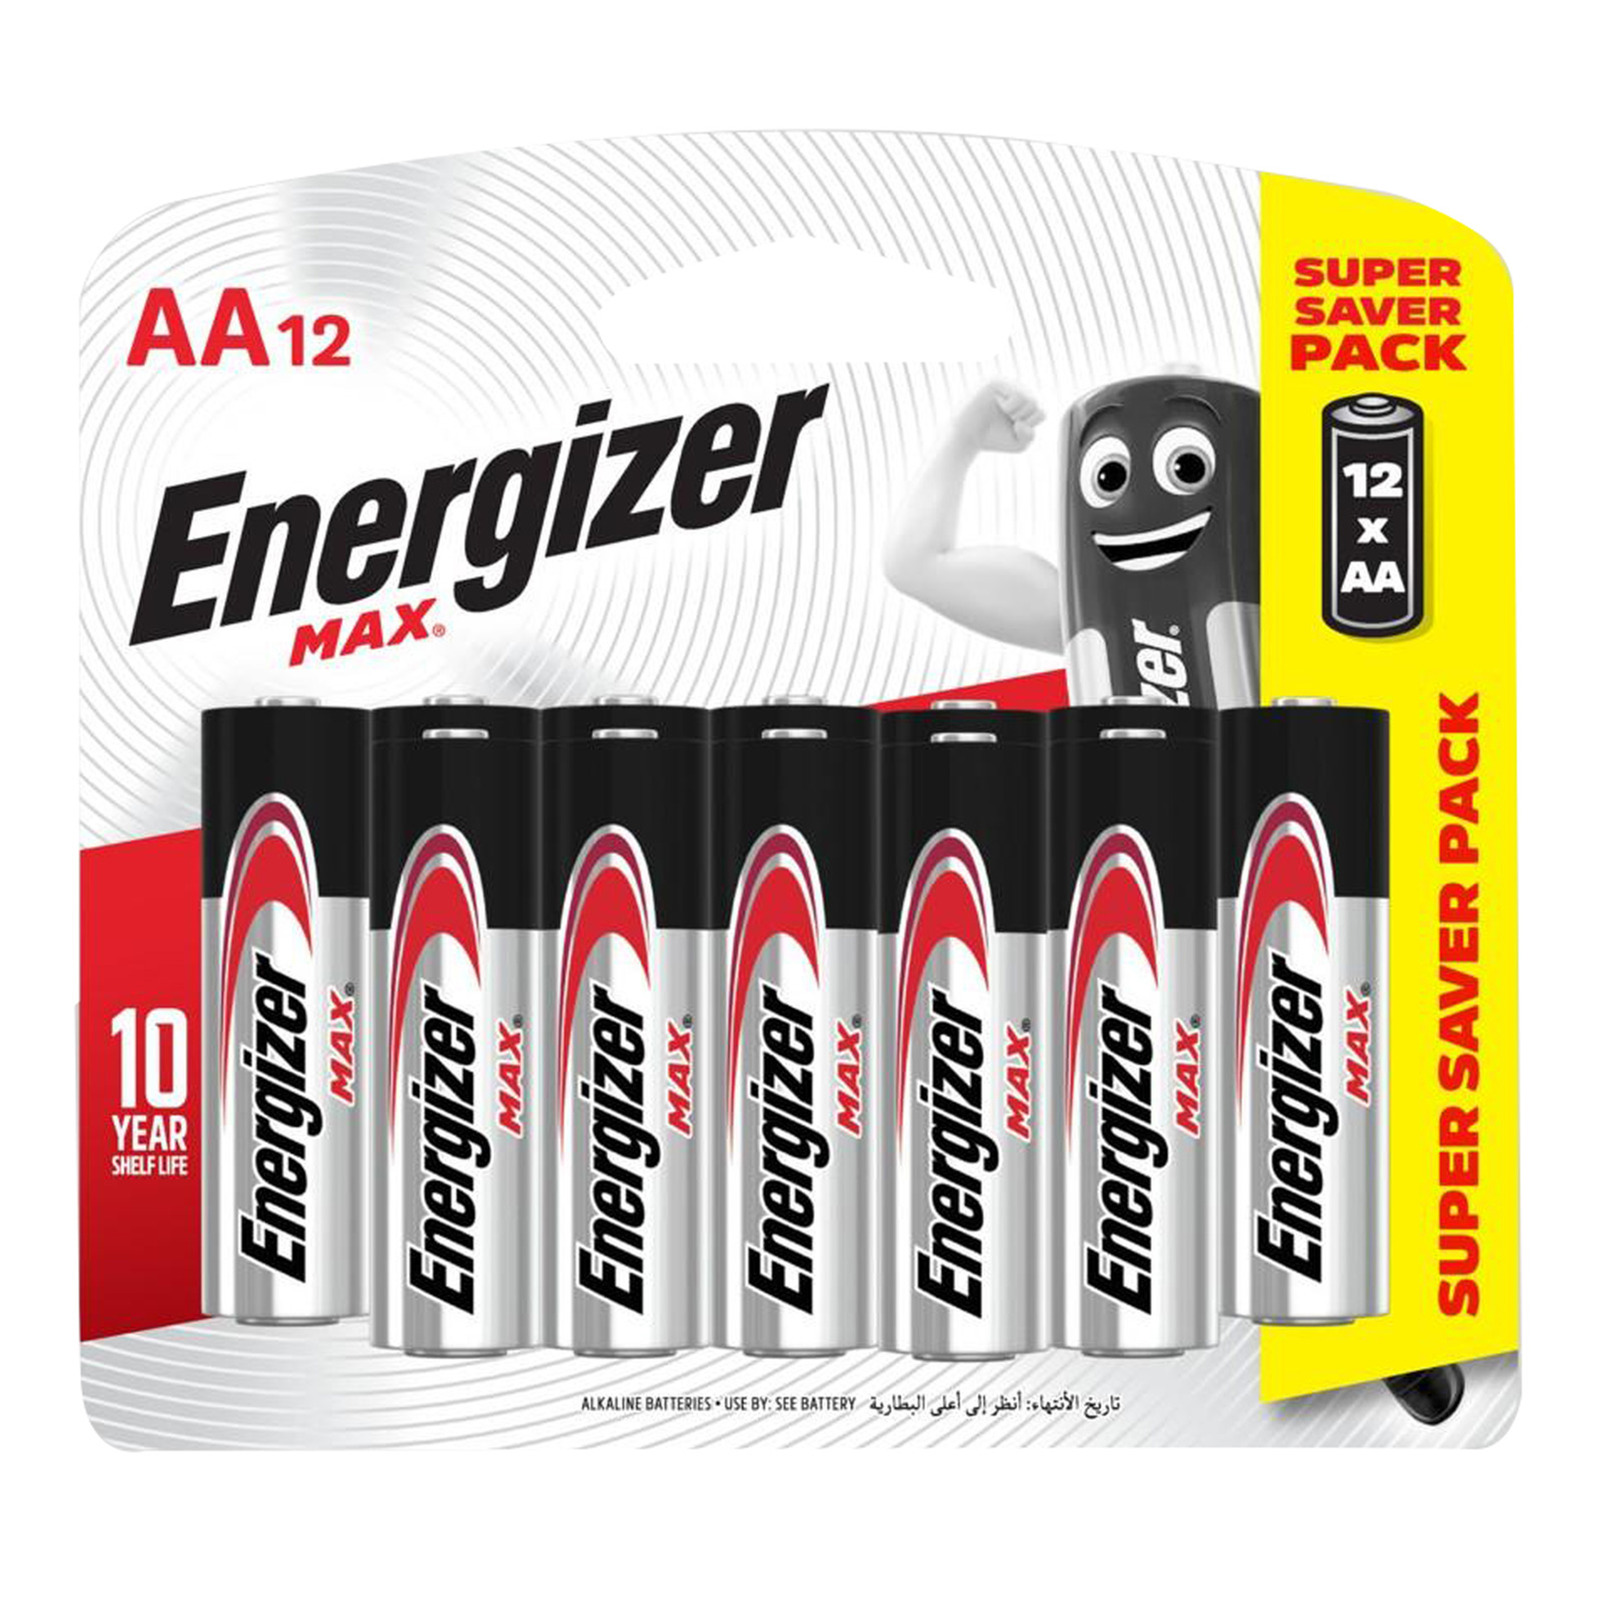 AA 12
Energizer
MAX®
SUPER
SAVER
PACK
12
x
AA
zer.®
SUPER SAVER PACK
10
YEAR
SHELF LIFE
Energizer
MAX®
Energizer
MAX®
Energizer
MAX®
Energizer
MAX®
Energizer
MAX®
Energizer
MAX®
Energizer
MAX®
ALKALINE BATTERIES • USE BY: SEE BATTERY تاريخ الأنتهاء: أنظر إلى أعلى البطارية